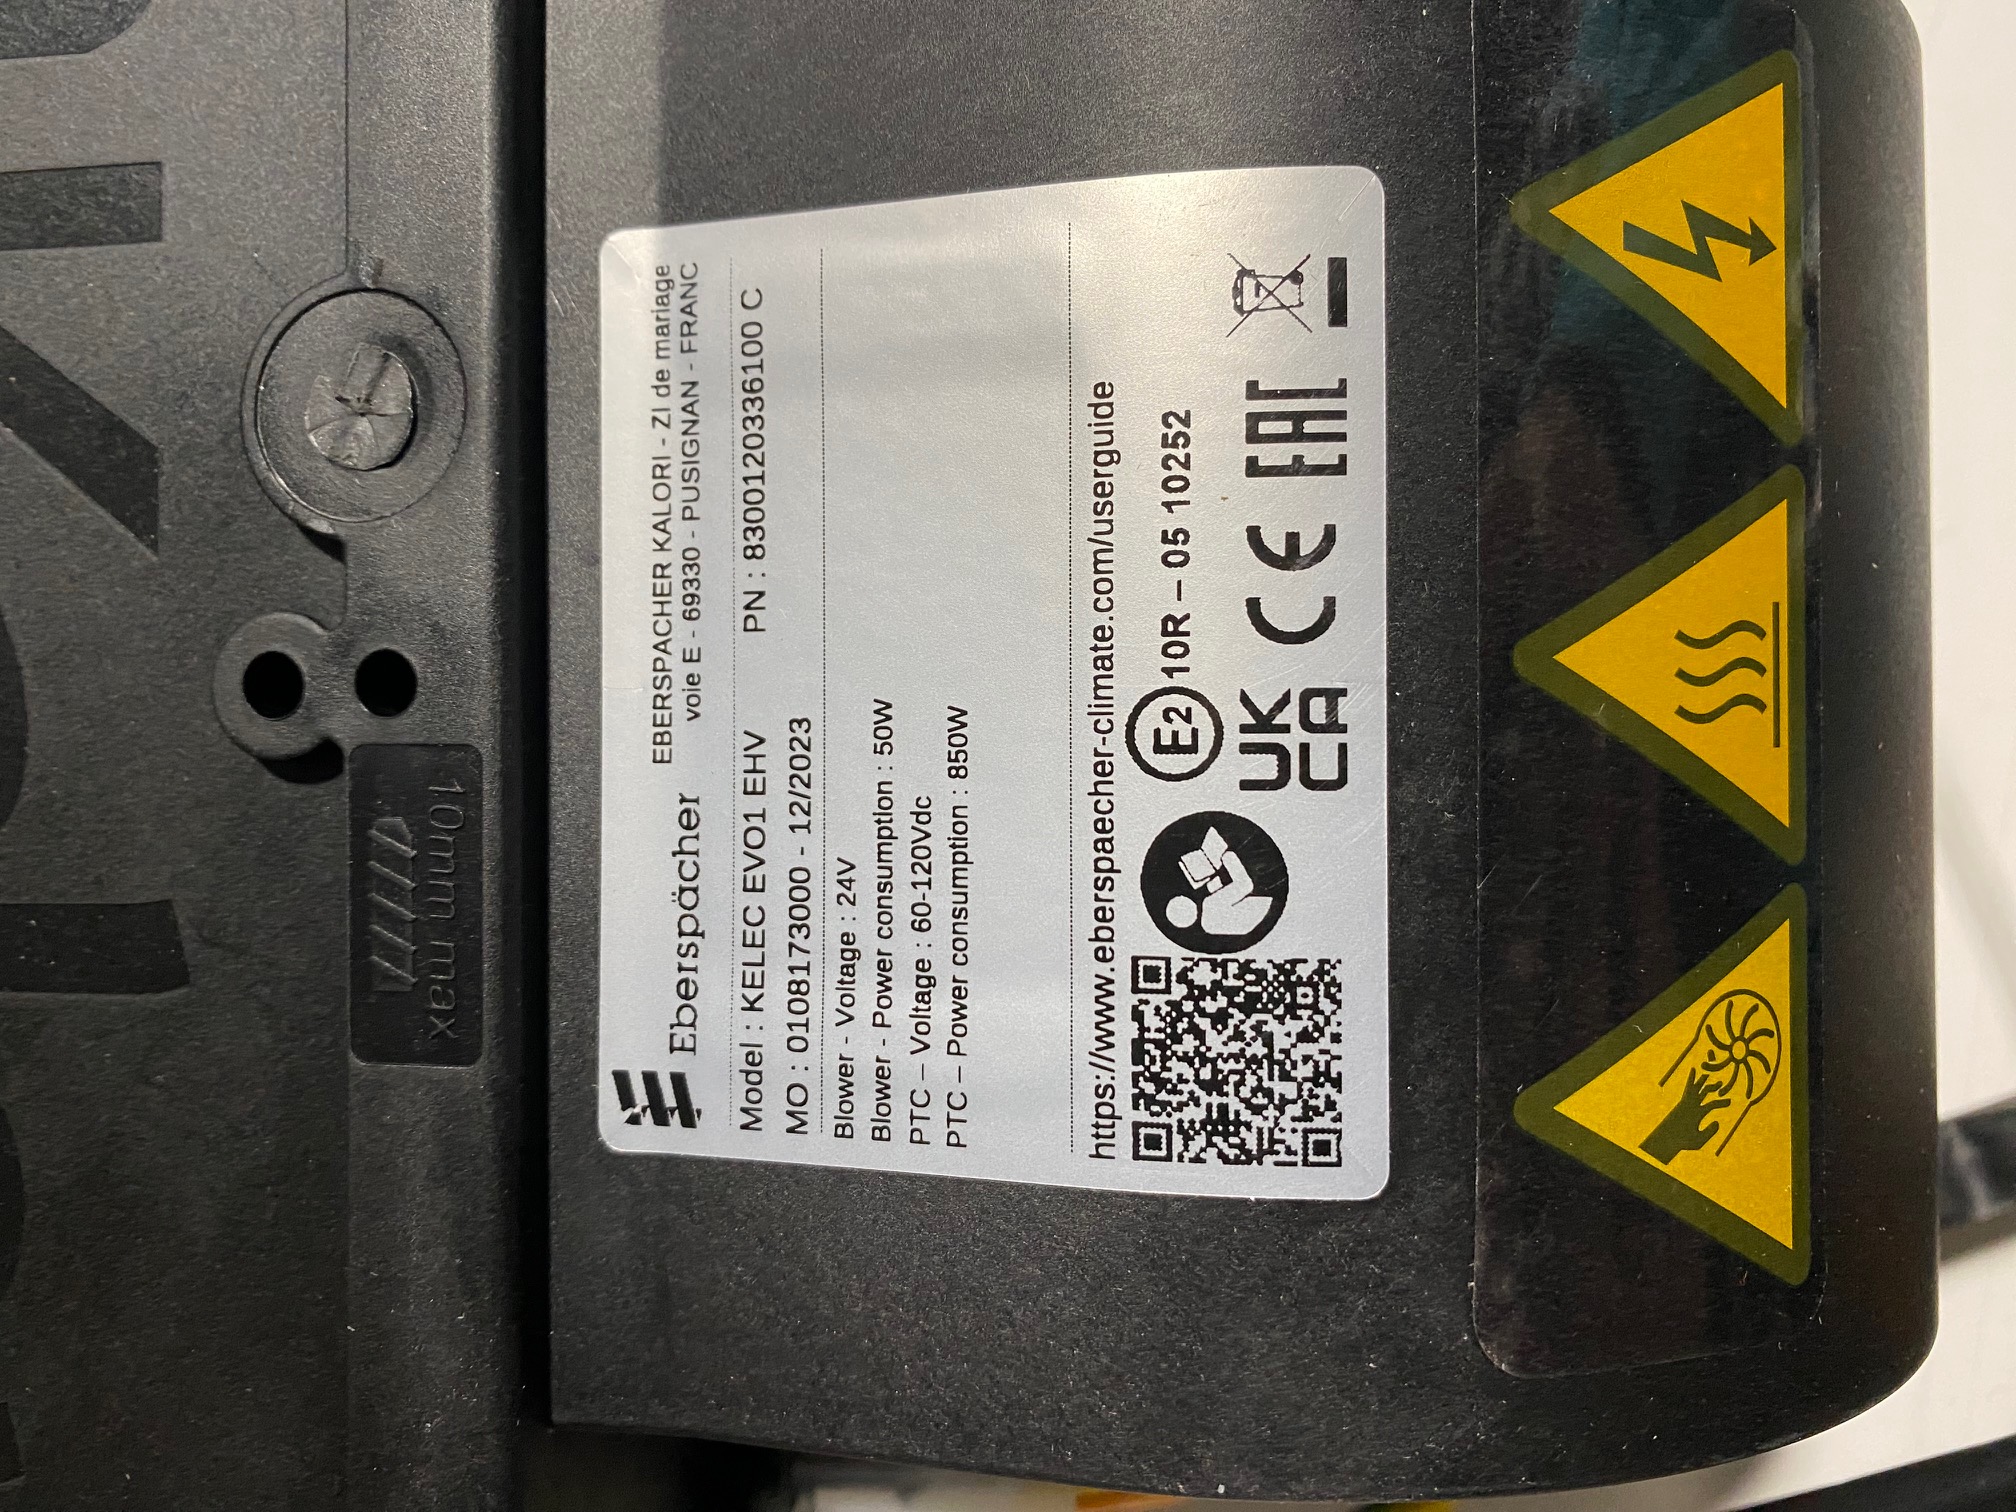 Eberspächer
EBERSPACHER KALORI - ZI de mariage
voie E - 69330 - PUSIGNAN - FRANC
Model : KELEC EVO1 EHV
PN : 8300120336100 C
MO : 0108173000 - 12/2023
Blower - Voltage : 24V
Blower - Power consumption : 50W
PTC – Voltage : 60-120Vdc
PTC – Power consumption : 850W
https://www.eberspaecher-climate.com/userguide
E2 10R – 05 10252
UK
CA
CE
EAC
10mm max